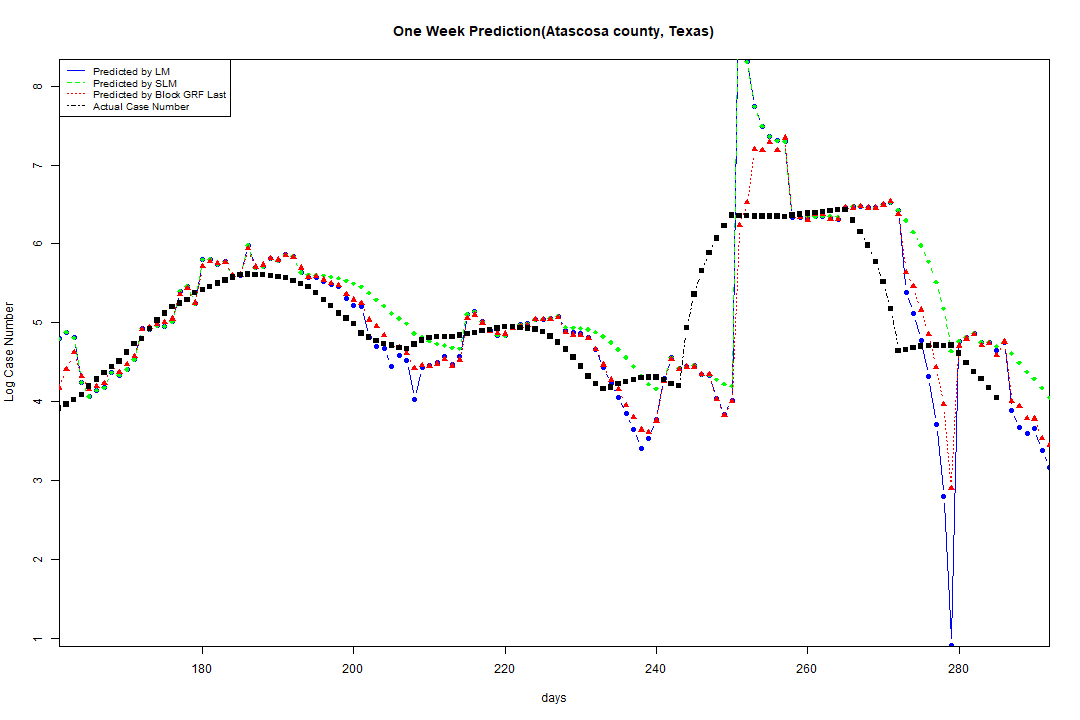 One Week Prediction(Atascosa county, Texas)
Predicted by LM
Predicted by SLM
Predicted by Block GRF Last
Actual Case Number
Log Case Number
8
7
6
5
4
3
2
1
180 200 220 240 260 280
days